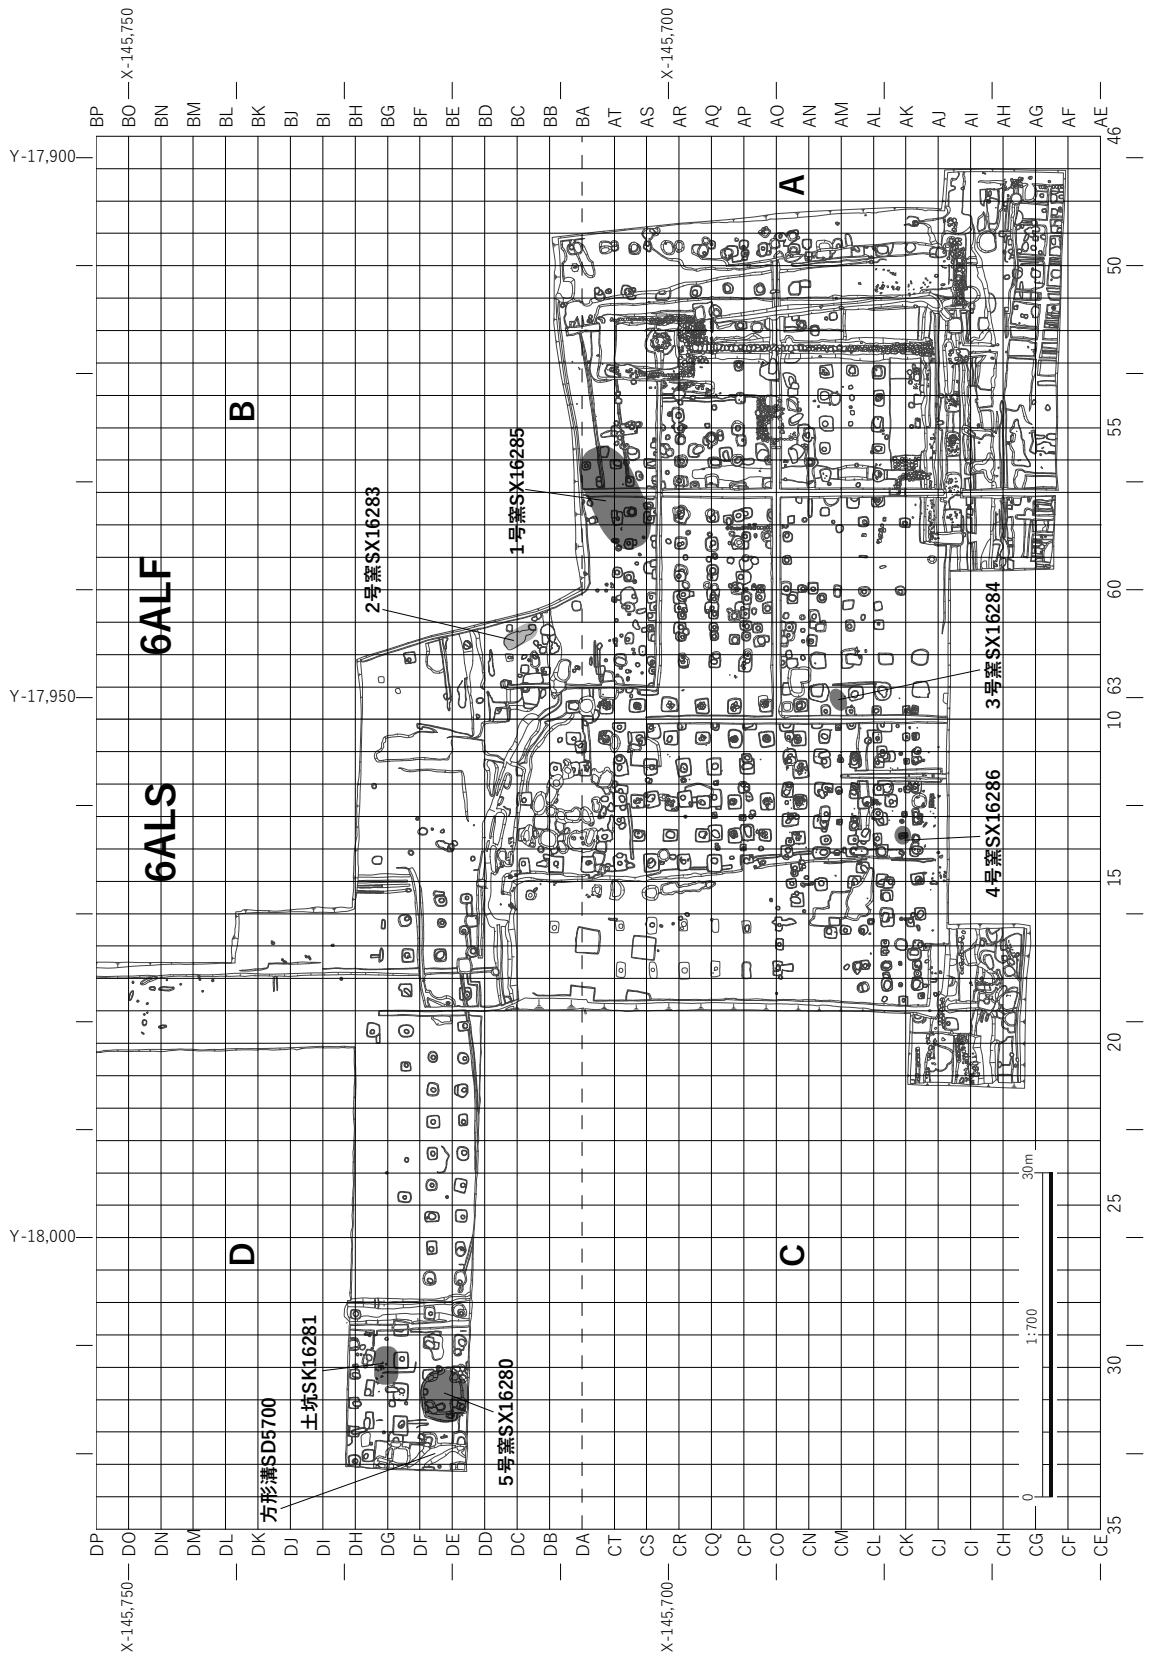 X-145,750
X-145,700
BP
BO
BN
BM
BL
BK
BJ
BI
BH
BG
BF
BE
BD
BC
BB
BA
AT
AS
AR
AQ
AP
AO
AN
AM
AL
AK
AJ
AI
AH
AG
AF
AE
46
Y-17,900
A
50
B
55
1号窯SX16285
2号窯SX16283
6ALF
60
3号窯SX16284
Y-17,950
63
10
6ALS
4号窯SX16286
15
20
25
Y-18,000
D
C
30m
1:700
0
土坑SK16281
30
5号窯SX16280
方形溝SD5700
35
DP
DO
DN
DM
DL
DK
DJ
DI
DH
DG
DF
DE
DD
DC
DB
DA
CT
CS
CR
CQ
CP
CO
CN
CM
CL
CK
CJ
CI
CH
CG
CF
CE
X-145,750
X-145,700